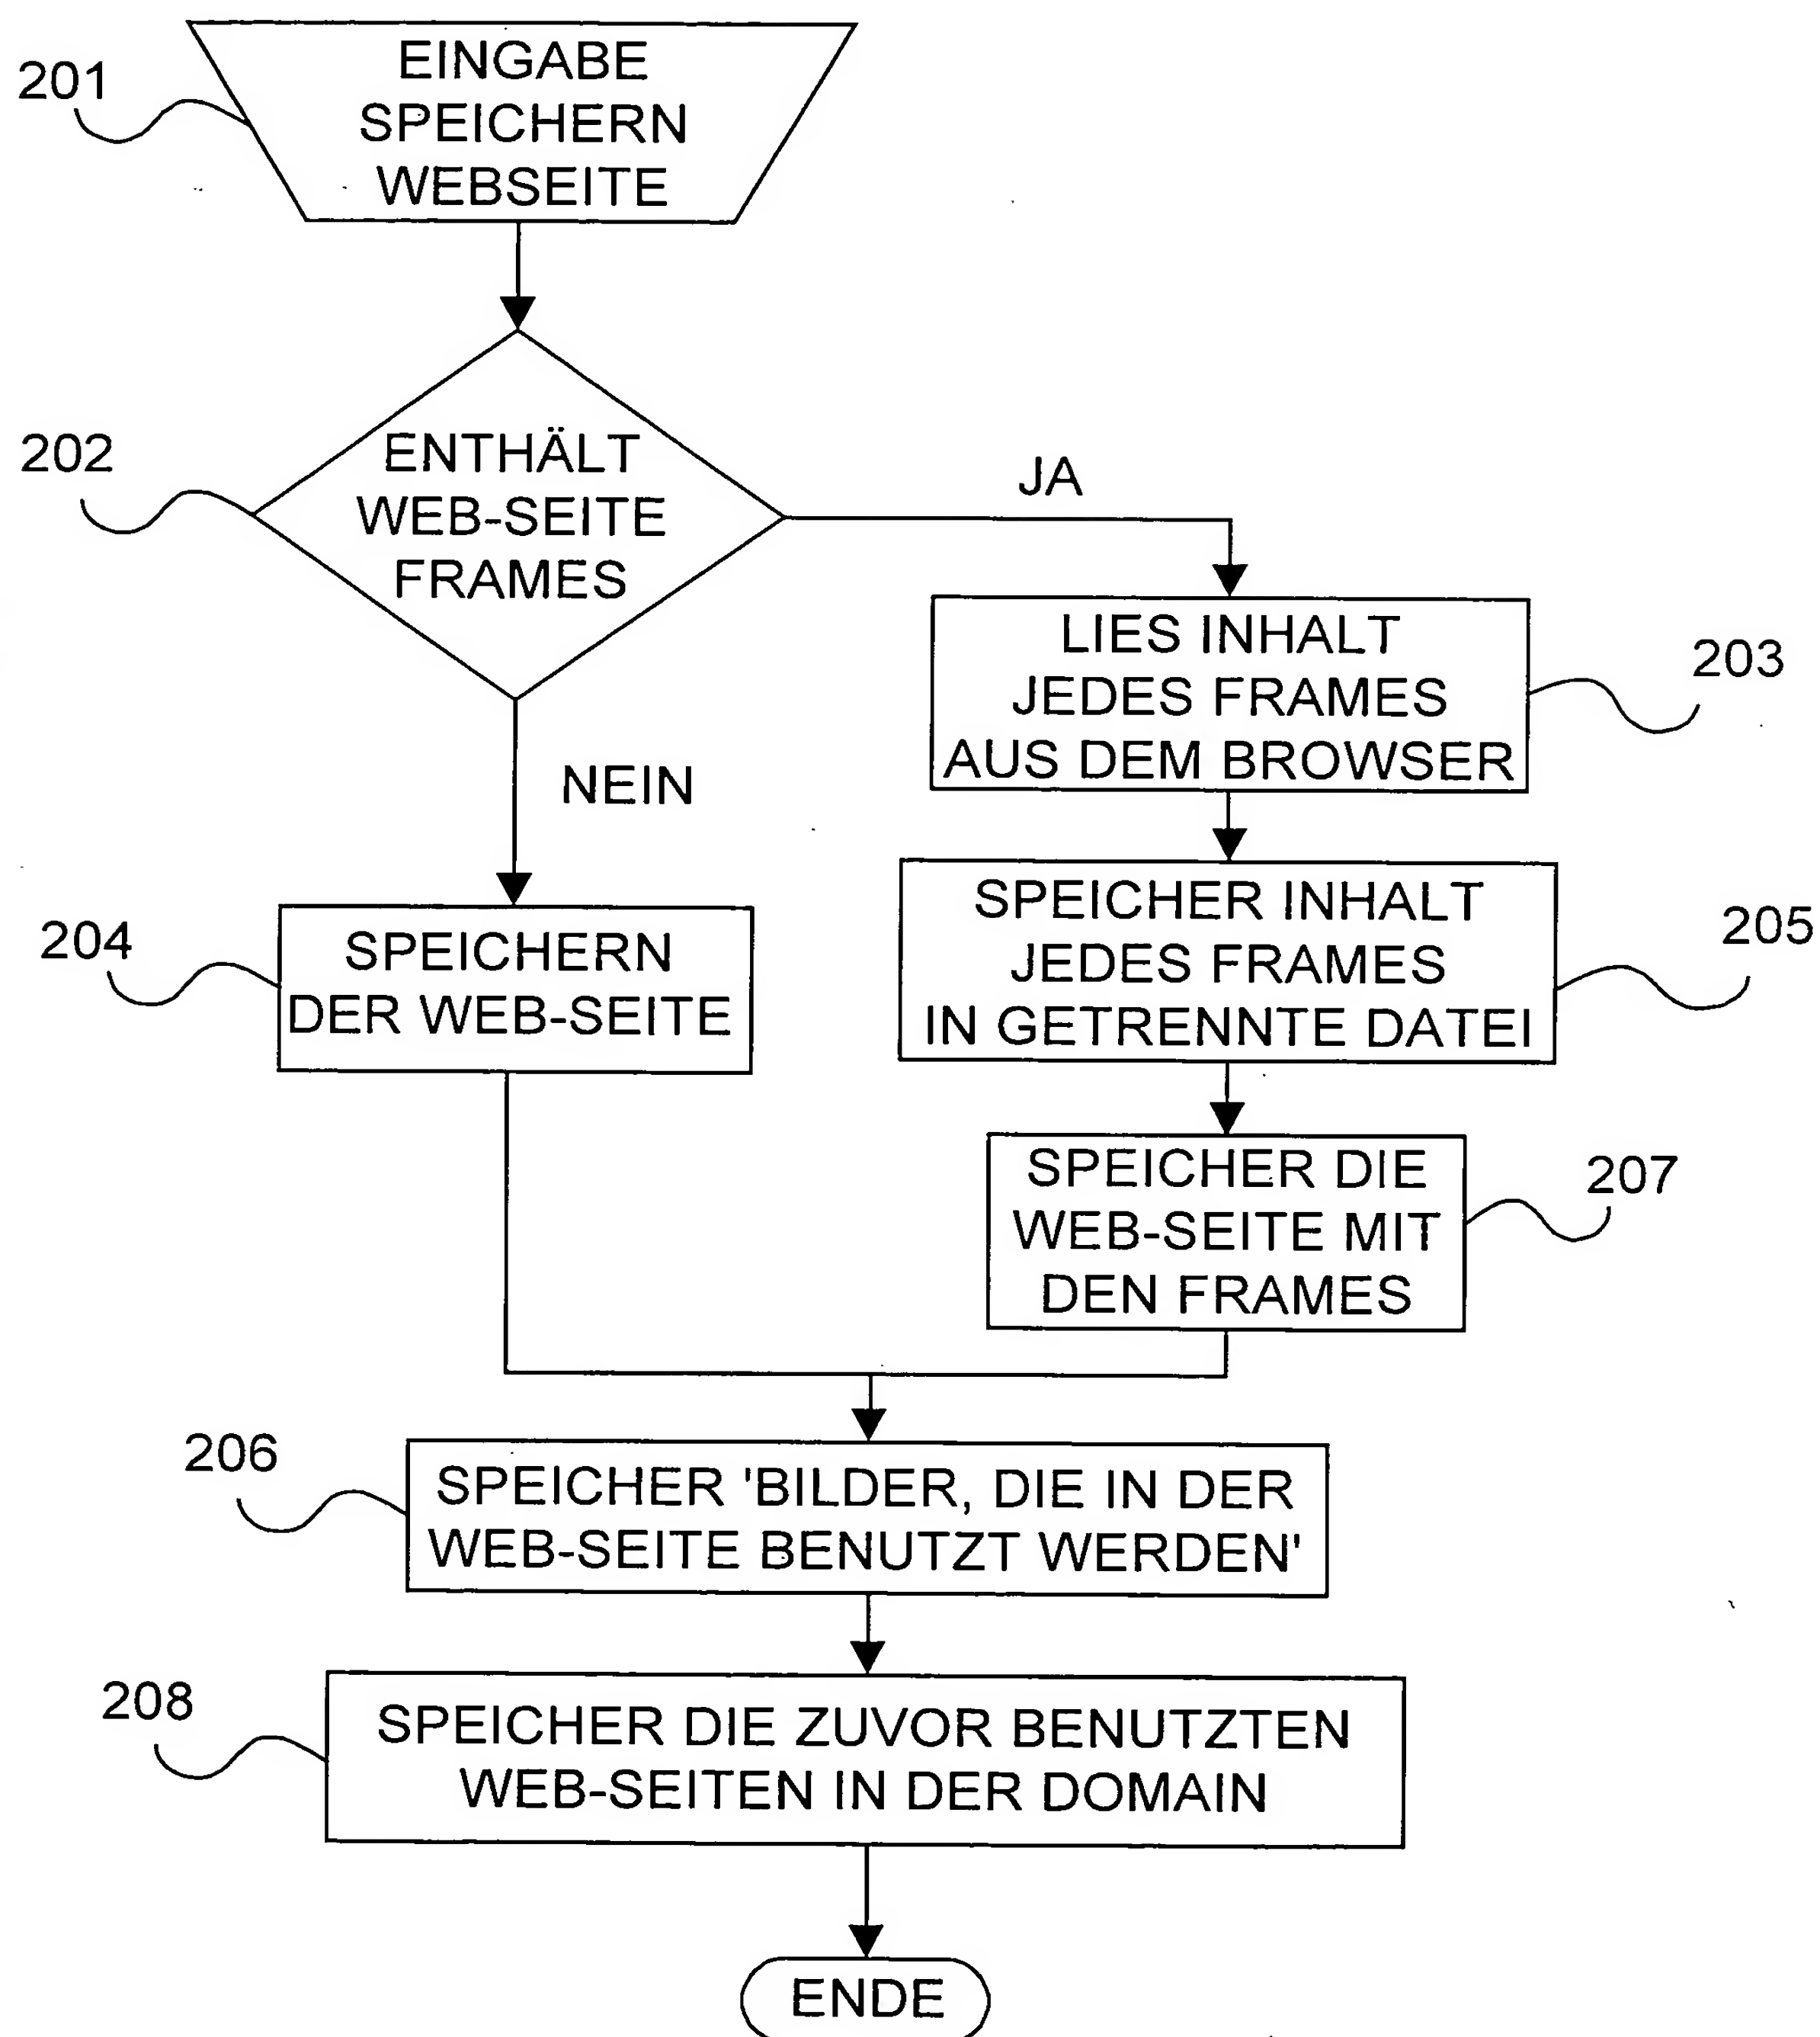 201
EINGABE
SPEICHERN
WEBSEITE
202
ENTHÄLT
WEB-SEITE
FRAMES
JA
NEIN
LIES INHALT
JEDES FRAMES
AUS DEM BROWSER
203
204
SPEICHERN
DER WEB-SEITE
SPEICHER INHALT
JEDES FRAMES
IN GETRENNTE DATEI
205
SPEICHER DIE
WEB-SEITE MIT
DEN FRAMES
207
206
SPEICHER 'BILDER, DIE IN DER
WEB-SEITE BENUTZT WERDEN'
208
SPEICHER DIE ZUVOR BENUTZTEN
WEB-SEITEN IN DER DOMAIN
ENDE